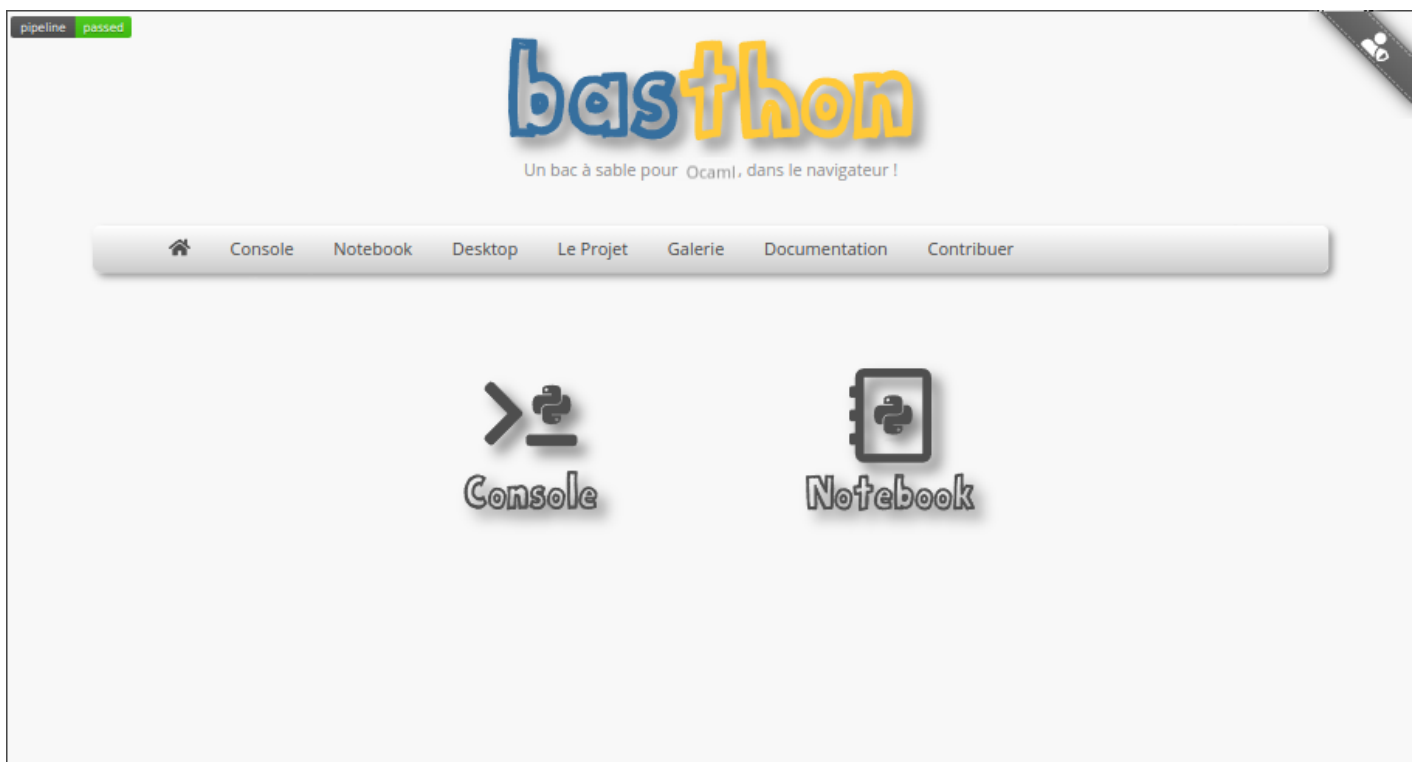 pipeline passed
basthon
Un bac à sable pour Ocaml, dans le navigateur !
Console Notebook Desktop Le Projet Galerie Documentation Contribuer
Console Notebook